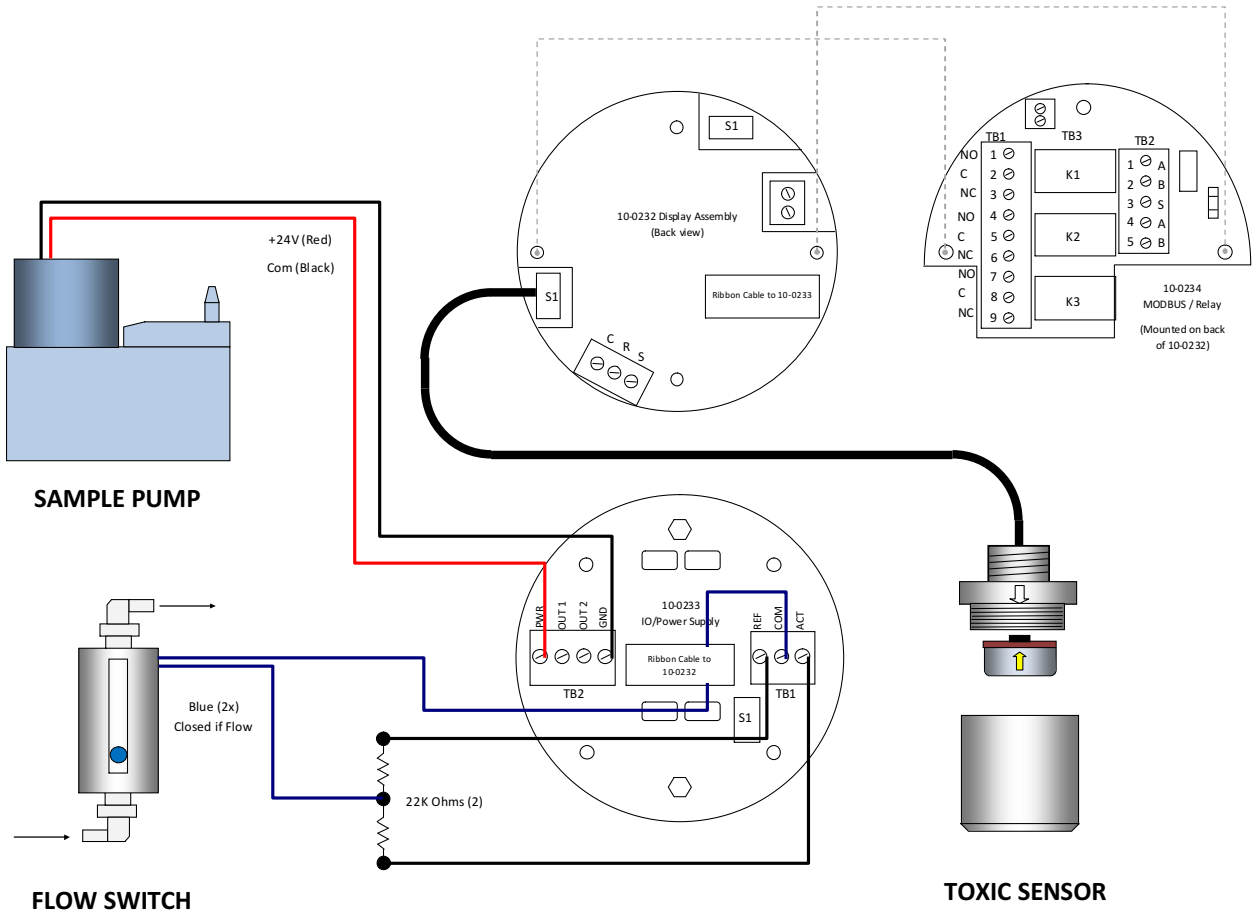 S1
TB1
TB3
TB2
NO 1
C 2
NC 3
NO 4
C 5
NC 6
NO 7
C 8
NC 9
K1
K2
K3
1 A
2 B
3 S
4 A
5 B
10-0234
MODBUS / Relay
(Mounted on back
of 10-0232)
10-0232 Display Assembly
(Back view)
Ribbon Cable to 10-0233
S1
C R S
+24V (Red)
Com (Black)
SAMPLE PUMP
PWR
OUT 1
OUT 2
GND
10-0233
IO/Power Supply
REF
COM
ACT
Ribbon Cable to
10-0232
TB2
TB1
S1
Blue (2x)
Closed if Flow
22K Ohms (2)
FLOW SWITCH
TOXIC SENSOR